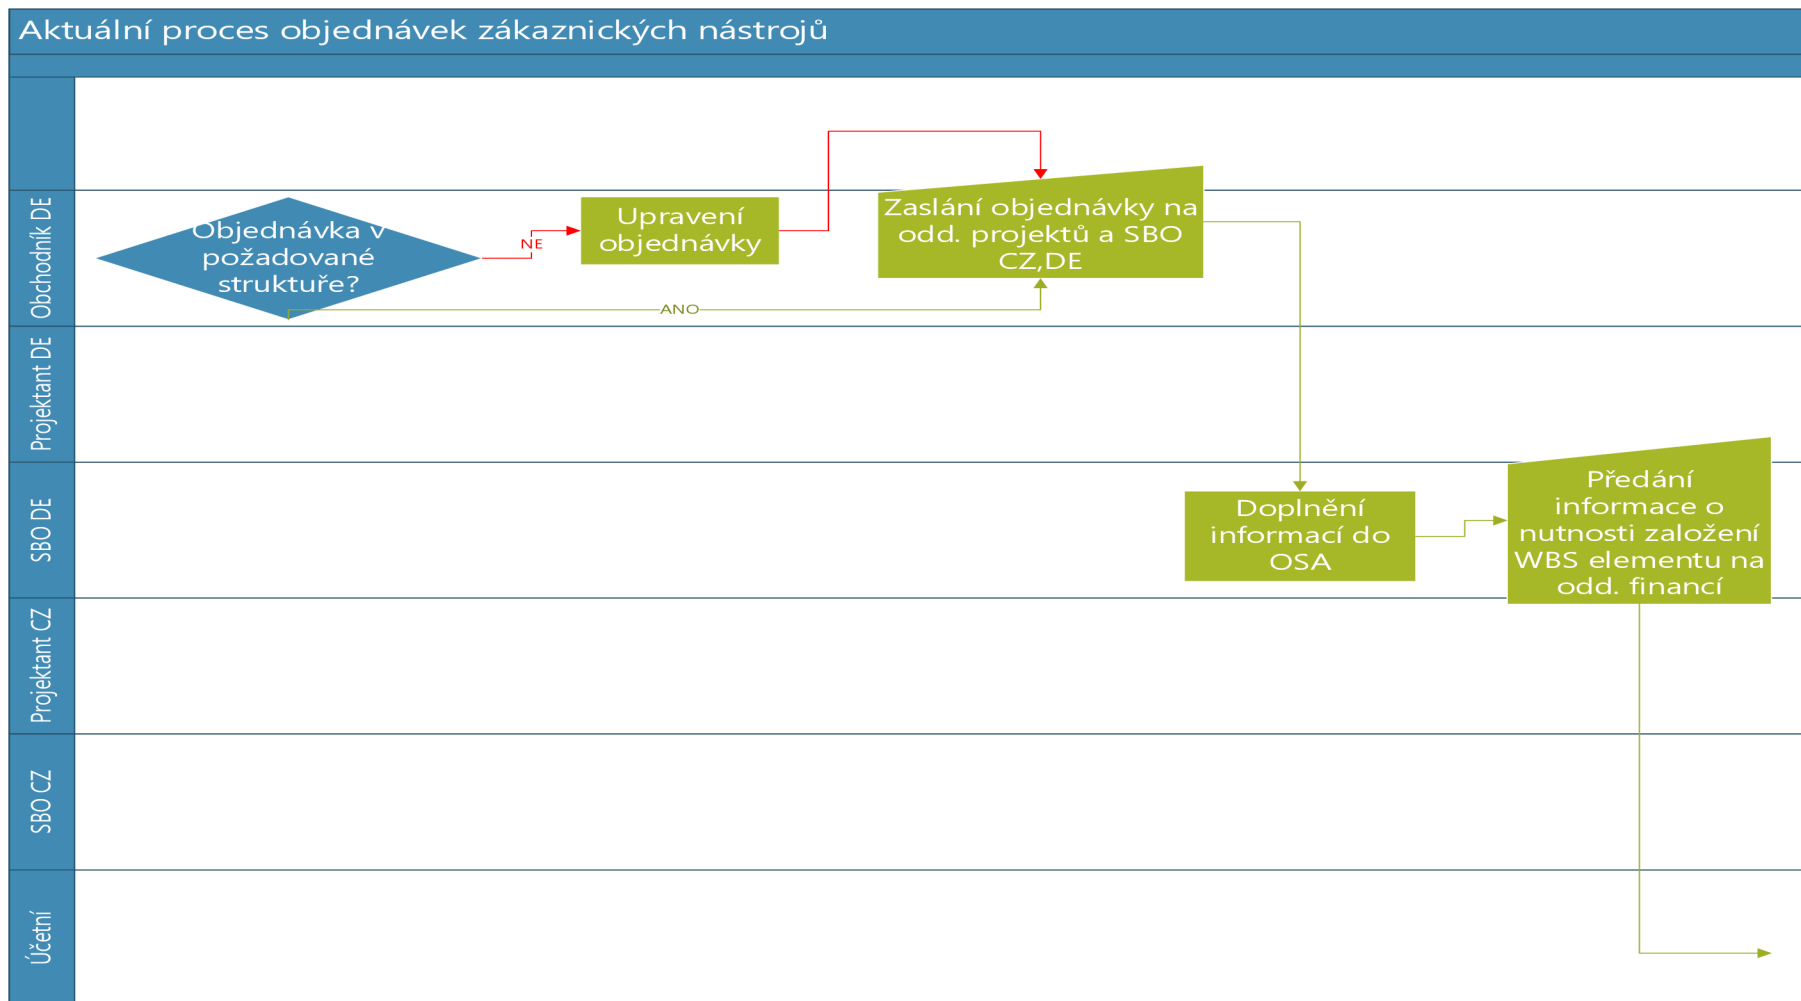 Aktuální proces objednávek zákaznických nástrojů
Obchodník DE
Objednávka v
požadované
struktuře?
NE
Upravení
objednávky
Zaslání objednávky na
odd. projektů a SBO
CZ,DE
ANO
Projektant DE
SBO DE
Doplnění
informací do
OSA
Předání
informace o
nutnosti založení
WBS elementu na
odd. financí
Projektant CZ
SBO CZ
Účetní